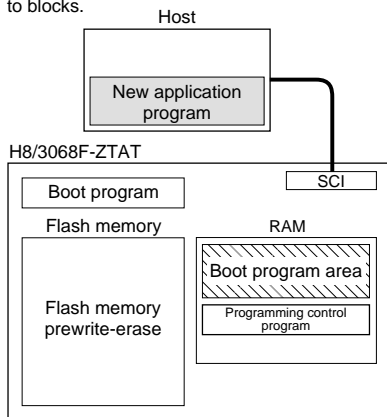 to blocks.
Host
New application
program
H8/3068F-ZTAT
SCI
Boot program
Flash memory
RAM
Boot program area
Flash memory
prewrite-erase
Programming control
program